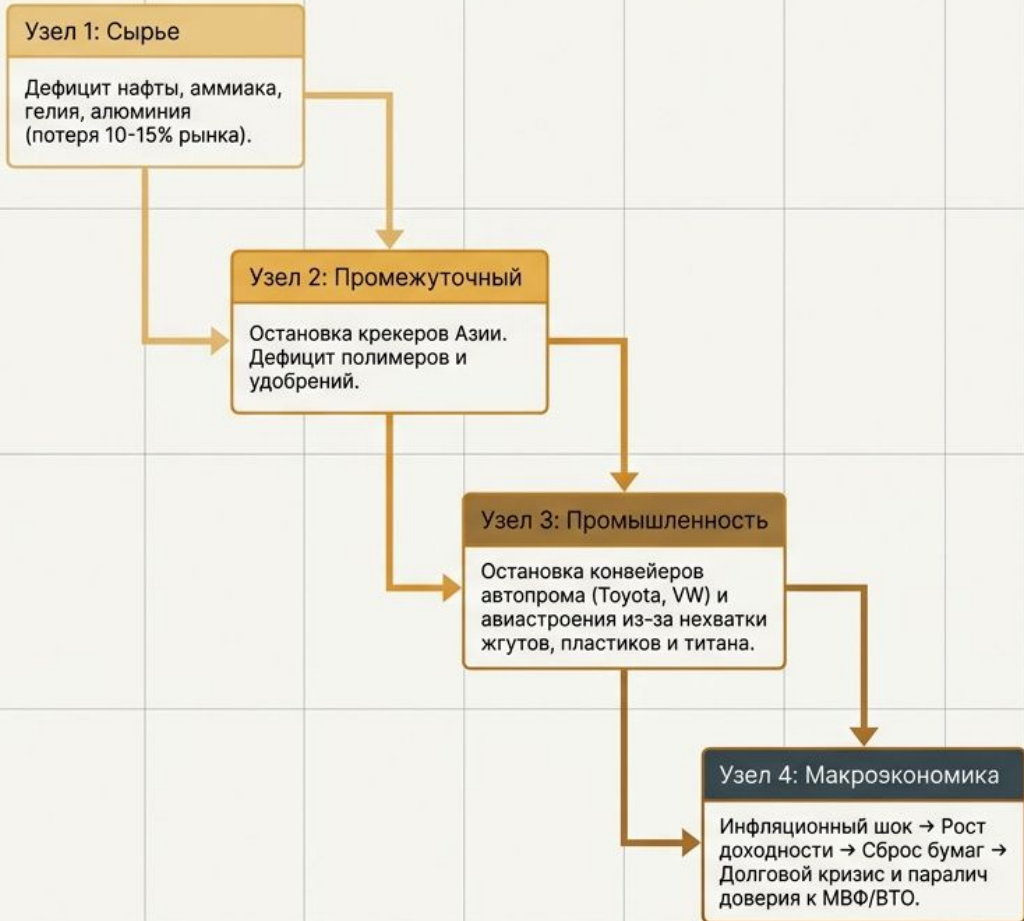 Узел 1: Сырье
Дефицит нафты, аммиака,
гелия, алюминия
(потеря 10-15% рынка).
Узел 2: Промежуточный
Остановка крекеров Азии.
Дефицит полимеров и
удобрений.
Узел 3: Промышленность
Остановка конвейеров
автопрома (Toyota, VW) и
авиастроения из-за нехватки
жгутов, пластиков и титана.
Узел 4: Макроэкономика
Инфляционный шок → Рост
доходности → Сброс бумаг →
Долговой кризис и паралич
доверия к МВФ/ВТО.